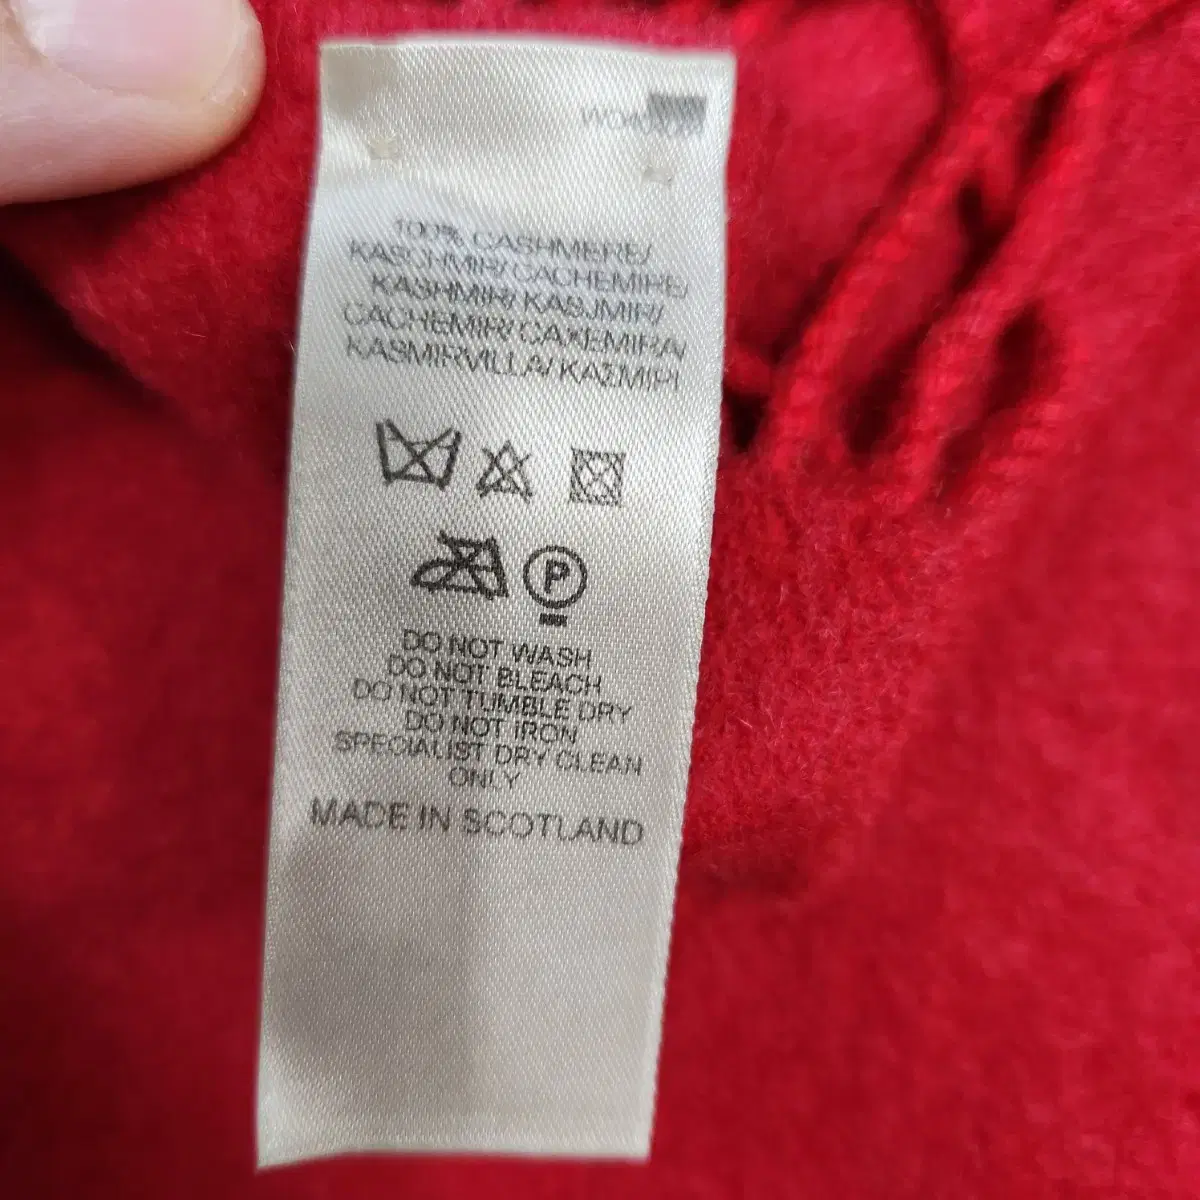 100% CASHMERE/
KASCHMIR/CACHEMIRE/
KASHMIR/KASJMIR/
CACHEMIR/CAXEMIRA/
KASMIRVILLA/ΚΑΣΜΙΡΙ
P
DO NOT WASH
DO NOT BLEACH
DO NOT TUMBLE DRY
DO NOT IRON
SPECIALIST DRY CLEAN
ONLY
MADE IN SCOTLAND